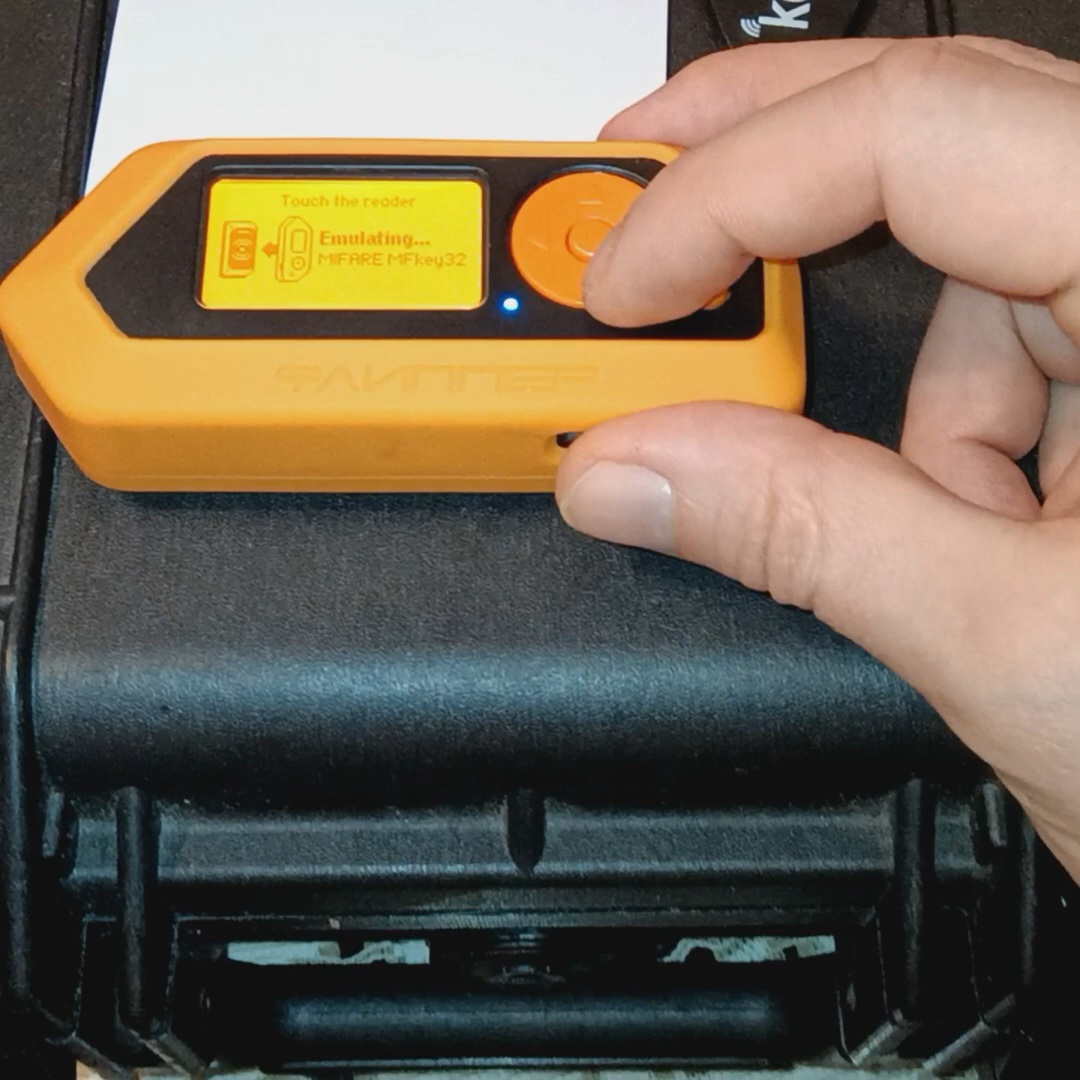 Touch the reader
Emulating...
MIFARE MFkey32
ФЛИППЕР